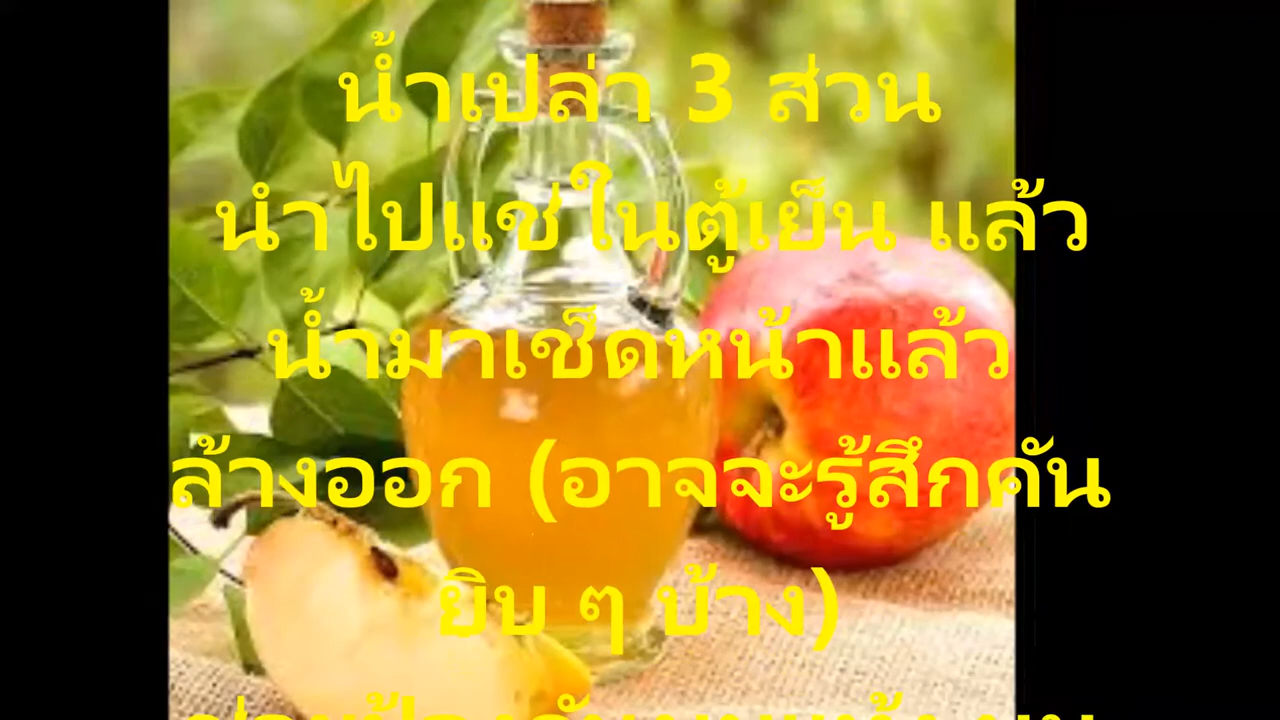 น้ำเปล่า 3 ส่วน
นำไปแช่ในตู้เย็น แล้ว
น้ำมาเช็ดหน้าแล้ว
ล้างออก (อาจจะรู้สึกคัน
ยิบ ๆ บ้าง)